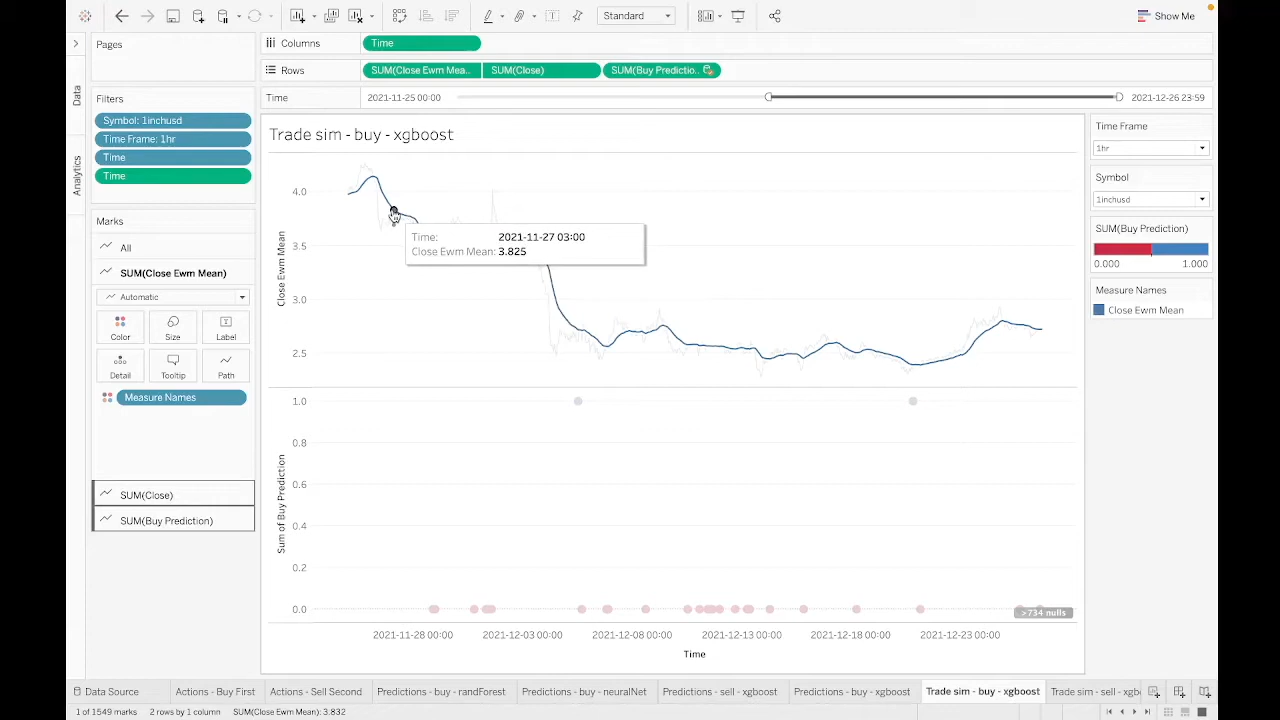 Standard
Show Me
Pages
Columns
Time
Rows
SUM(Close Ewm Mea..
SUM(Close)
SUM(Buy Predictio..
Data
Analytics
Filters
Symbol: 1inchusd
Time Frame: 1hr
Time
Time
Time
2021-11-25 00:00
2021-12-26 23:59
Marks
All
SUM(Close Ewm Mean)
Automatic
Color
Size
Label
Detail
Tooltip
Path
Measure Names
SUM(Close)
SUM(Buy Prediction)
Trade sim - buy - xgboost
Close Ewm Mean
4.0
3.5
3.0
2.5
Time: 2021-11-27 03:00
Close Ewm Mean: 3.825
Sum of Buy Prediction
1.0
0.8
0.6
0.4
0.2
0.0
>734 nulls
2021-11-28 00:00
2021-12-03 00:00
2021-12-08 00:00
2021-12-13 00:00
2021-12-18 00:00
2021-12-23 00:00
Time
Time Frame
1hr
Symbol
1inchusd
SUM(Buy Prediction)
0.000 1.000
Measure Names
Close Ewm Mean
Data Source
Actions - Buy First
Actions - Sell Second
Predictions - buy - randForest
Predictions - buy - neuralNet
Predictions - sell - xgboost
Predictions - buy - xgboost
Trade sim - buy - xgboost
Trade sim - sell - xgb
1 of 1549 marks
2 rows by 1 column
SUM(Close Ewm Mean): 3.832